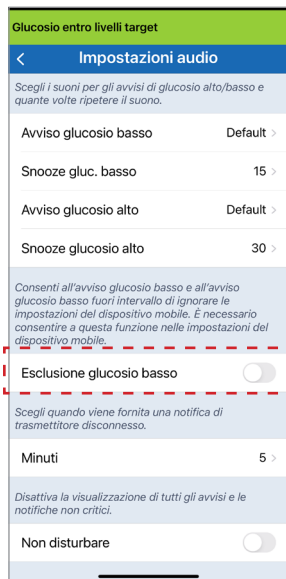 Glucosio entro livelli target
Impostazioni audio
Scegli i suoni per gli avvisi di glucosio alto/basso e
quante volte ripetere il suono.
Avviso glucosio basso Default
Snooze gluc. basso 15
Avviso glucosio alto Default
Snooze glucosio alto 30
Consenti all'avviso glucosio basso e all'avviso
glucosio basso fuori intervallo di ignorare le
impostazioni del dispositivo mobile. È necessario
consentire a questa funzione nelle impostazioni del
dispositivo mobile.
Esclusione glucosio basso
Scegli quando viene fornita una notifica di
trasmettitore disconnesso.
Minuti 5
Disattiva la visualizzazione di tutti gli avvisi e le
notifiche non critici.
Non disturbare